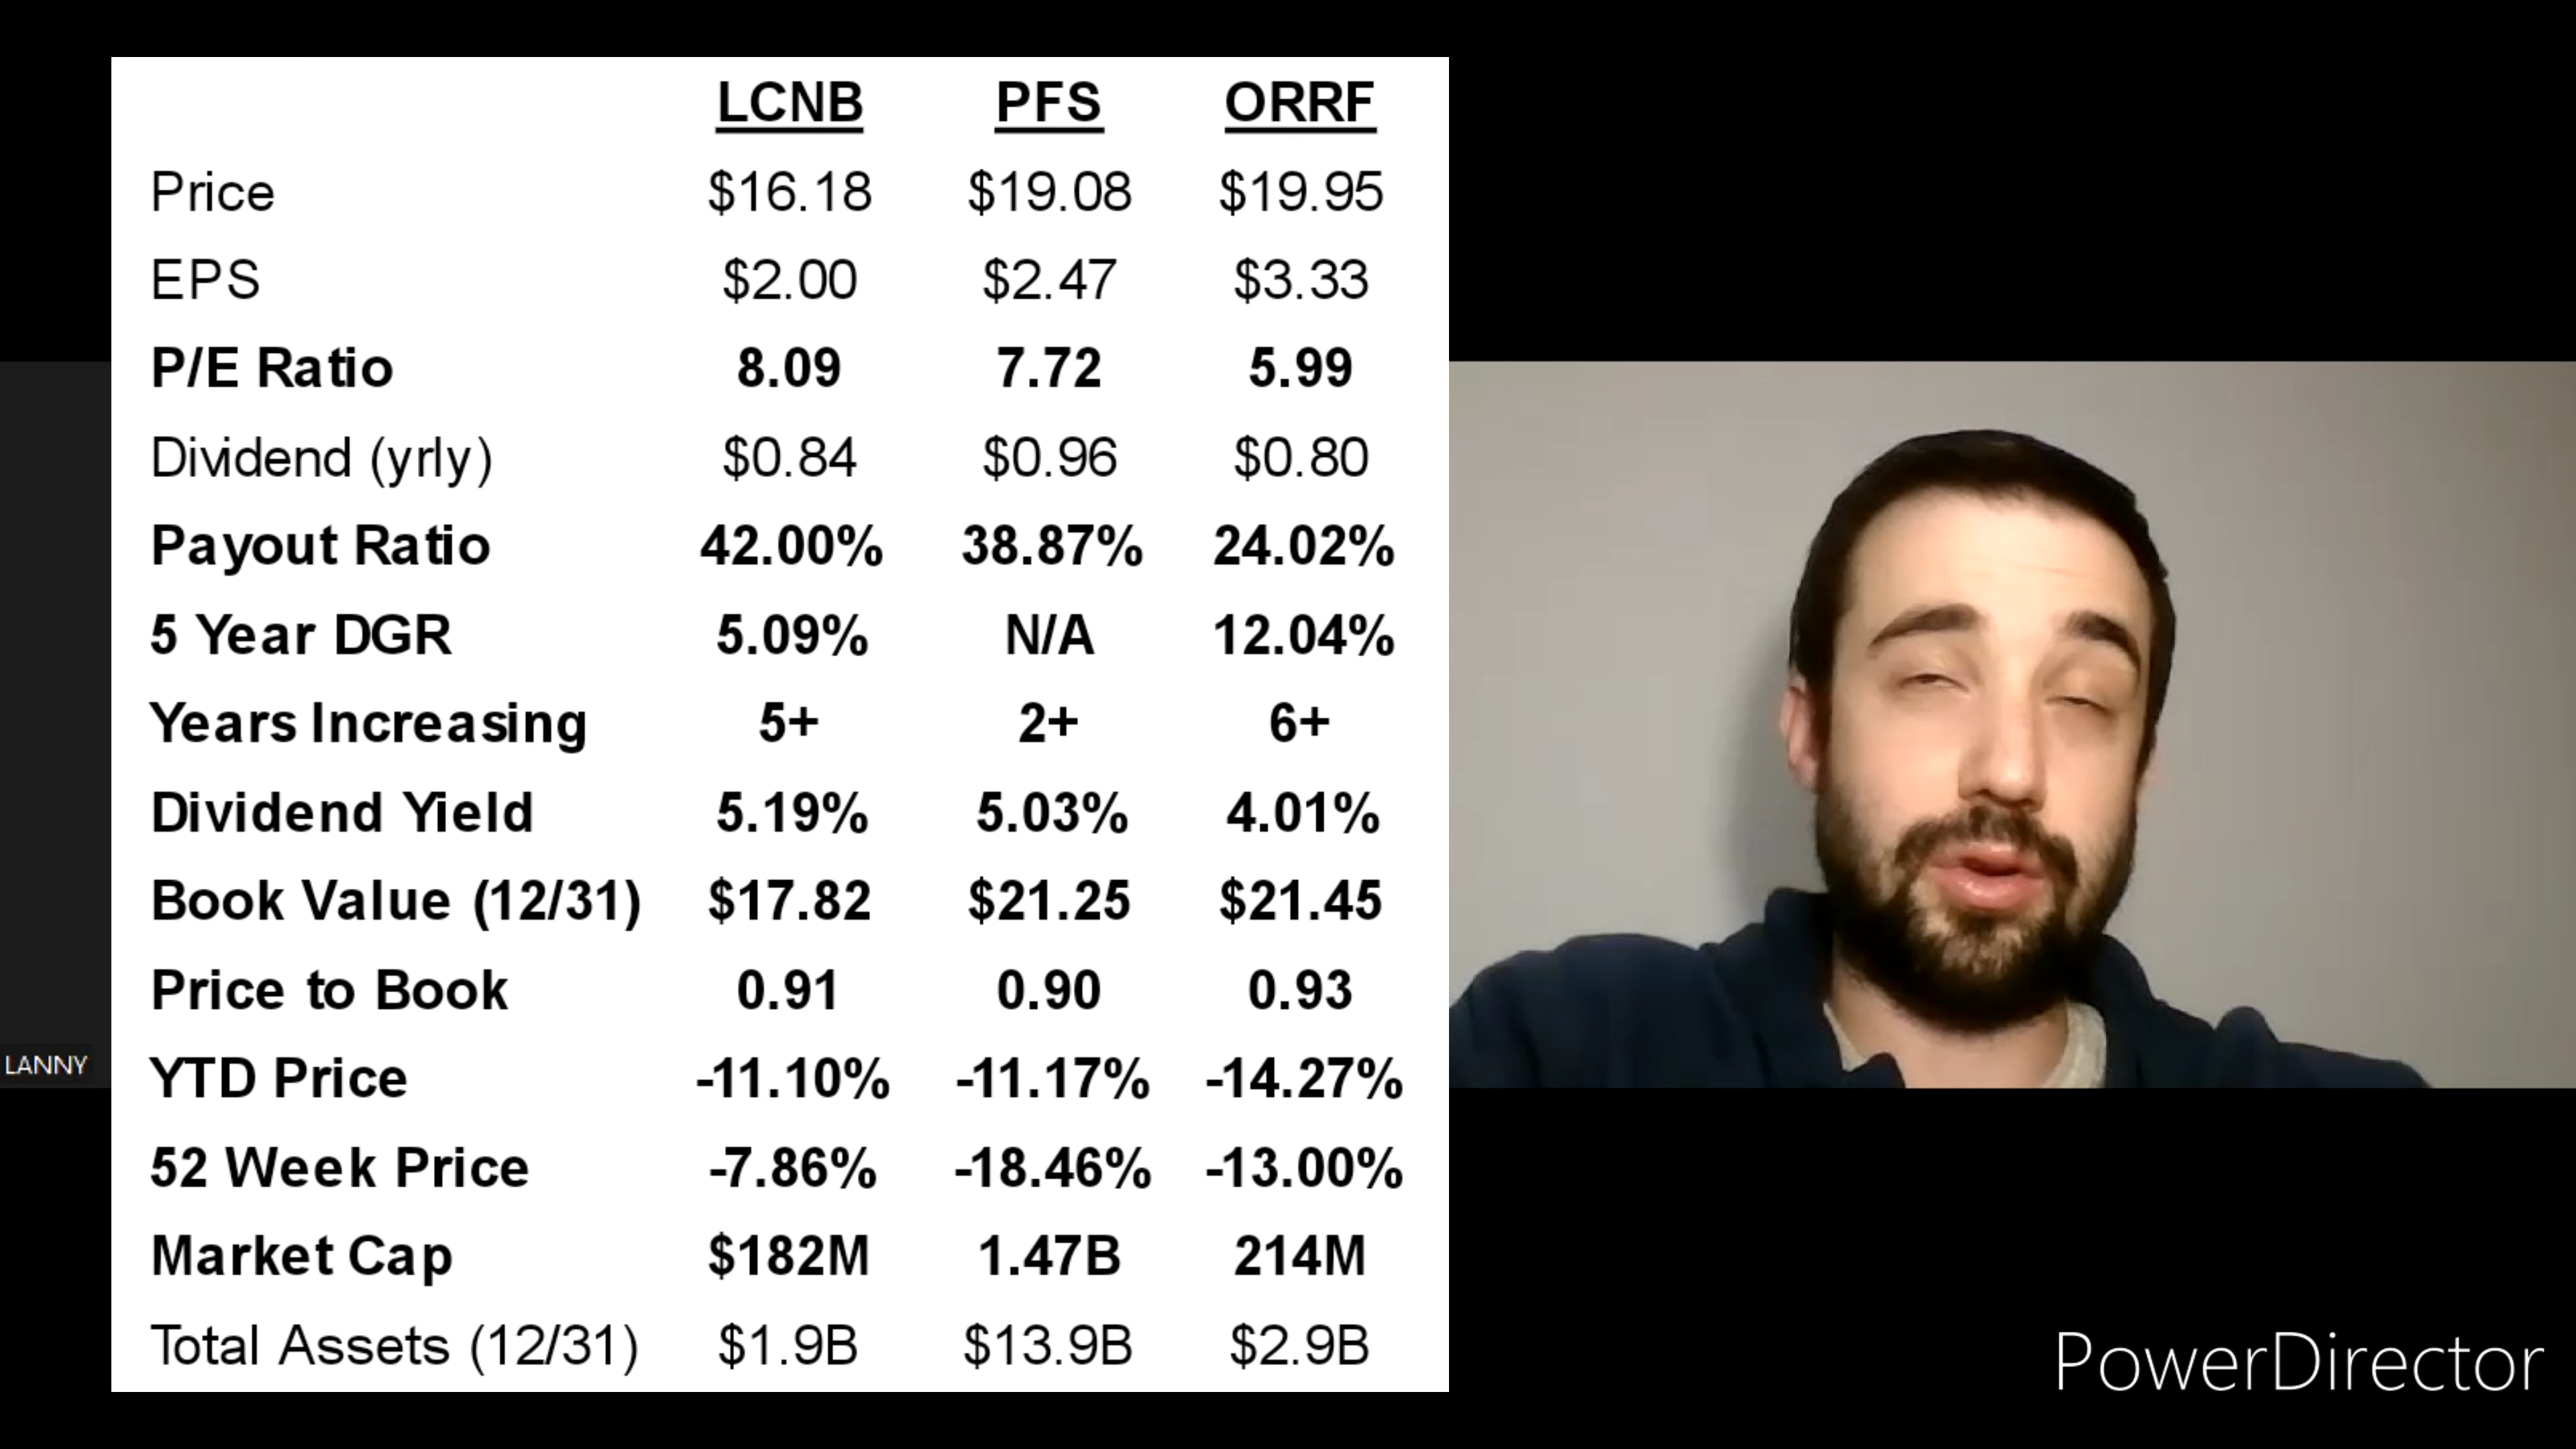 LCNB PFS ORRF
Price $16.18 $19.08 $19.95
EPS $2.00 $2.47 $3.33
P/E Ratio 8.09 7.72 5.99
Dividend (yrly) $0.84 $0.96 $0.80
Payout Ratio 42.00% 38.87% 24.02%
5 Year DGR 5.09% N/A 12.04%
Years Increasing 5+ 2+ 6+
Dividend Yield 5.19% 5.03% 4.01%
Book Value (12/31) $17.82 $21.25 $21.45
Price to Book 0.91 0.90 0.93
YTD Price -11.10% -11.17% -14.27%
52 Week Price -7.86% -18.46% -13.00%
Market Cap $182M 1.47B 214M
Total Assets (12/31) $1.9B $13.9B $2.9B
LANNY
PowerDirector